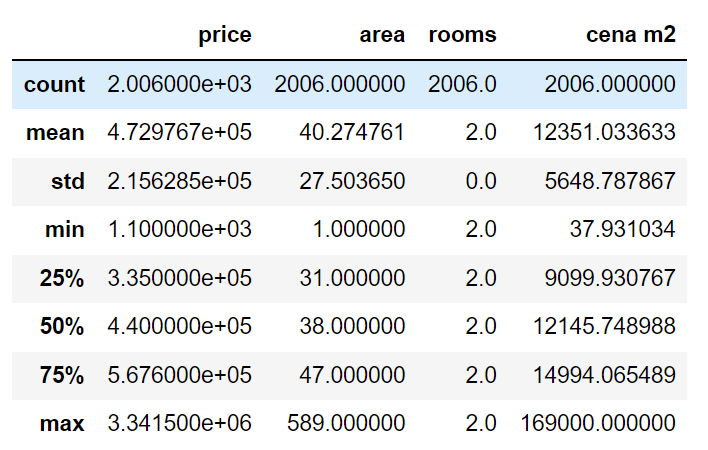 price area rooms cena m2
count 2.006000e+03 2006.000000 2006.0 2006.000000
mean 4.729767e+05 40.274761 2.0 12351.033633
std 2.156285e+05 27.503650 0.0 5648.787867
min 1.100000e+03 1.000000 2.0 37.931034
25% 3.350000e+05 31.000000 2.0 9099.930767
50% 4.400000e+05 38.000000 2.0 12145.748988
75% 5.676000e+05 47.000000 2.0 14994.065489
max 3.341500e+06 589.000000 2.0 169000.000000